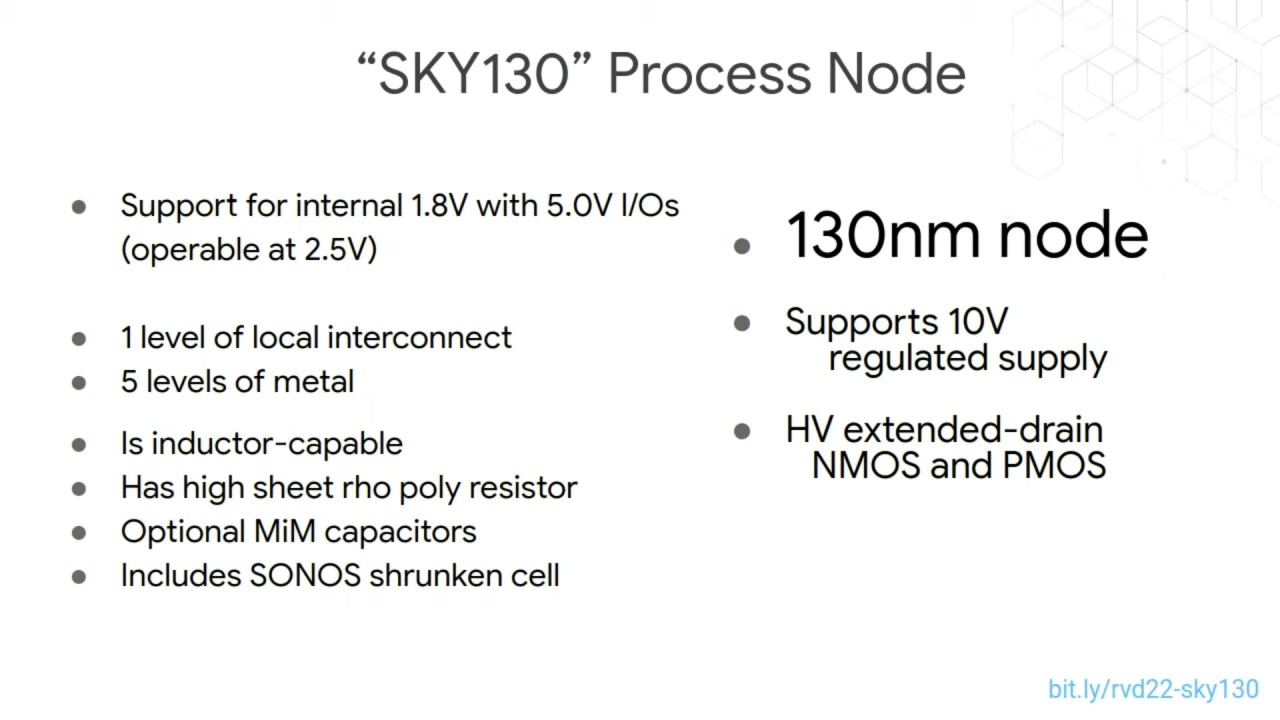 “SKY130” Process Node
● Support for internal 1.8V with 5.0V I/Os
(operable at 2.5V)
● 1 level of local interconnect
● 5 levels of metal
● Is inductor-capable
● Has high sheet rho poly resistor
● Optional MiM capacitors
● Includes SONOS shrunken cell
● 130nm node
● Supports 10V
regulated supply
● HV extended-drain
NMOS and PMOS
bit.ly/rvd22-sky130